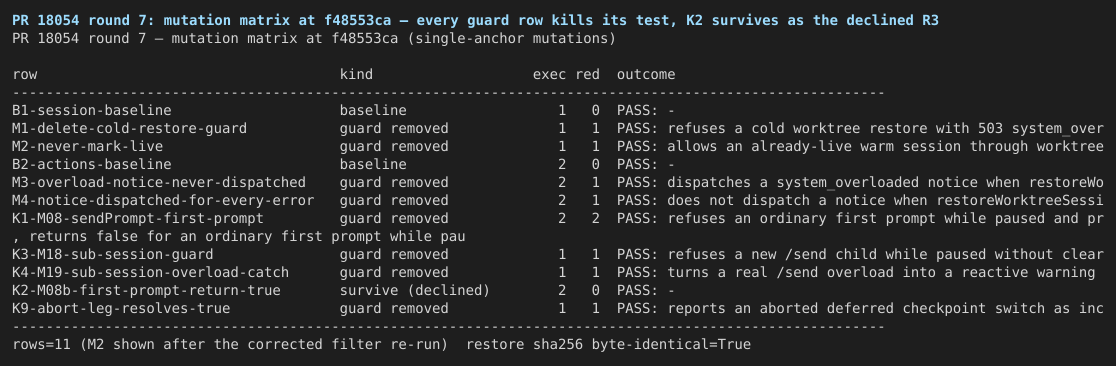 PR 18054 round 7: mutation matrix at f48553ca — every guard row kills its test, K2 survives as the declined R3
PR 18054 round 7 — mutation matrix at f48553ca (single-anchor mutations)
row kind exec red outcome
---------------------------------------------------------------------------------------------------------
B1-session-baseline baseline 1 0 PASS: -
M1-delete-cold-restore-guard guard removed 1 1 PASS: refuses a cold worktree restore with 503 system_over
M2-never-mark-live guard removed 1 1 PASS: allows an already-live warm session through worktree
B2-actions-baseline baseline 2 0 PASS: -
M3-overload-notice-never-dispatched guard removed 2 1 PASS: dispatches a system_overloaded notice when restoreWo
M4-notice-dispatched-for-every-error guard removed 2 1 PASS: does not dispatch a notice when restoreWorktreeSessi
K1-M08-sendPrompt-first-prompt guard removed 2 2 PASS: refuses an ordinary first prompt while paused and pr
, returns false for an ordinary first prompt while pau
K3-M18-sub-session-guard guard removed 1 1 PASS: refuses a new /send child while paused without clear
K4-M19-sub-session-overload-catch guard removed 1 1 PASS: turns a real /send overload into a reactive warning
K2-M08b-first-prompt-return-true survive (declined) 2 0 PASS: -
K9-abort-leg-resolves-true guard removed 1 1 PASS: reports an aborted deferred checkpoint switch as inc
---------------------------------------------------------------------------------------------------------
rows=11 (M2 shown after the corrected filter re-run) restore sha256 byte-identical=True